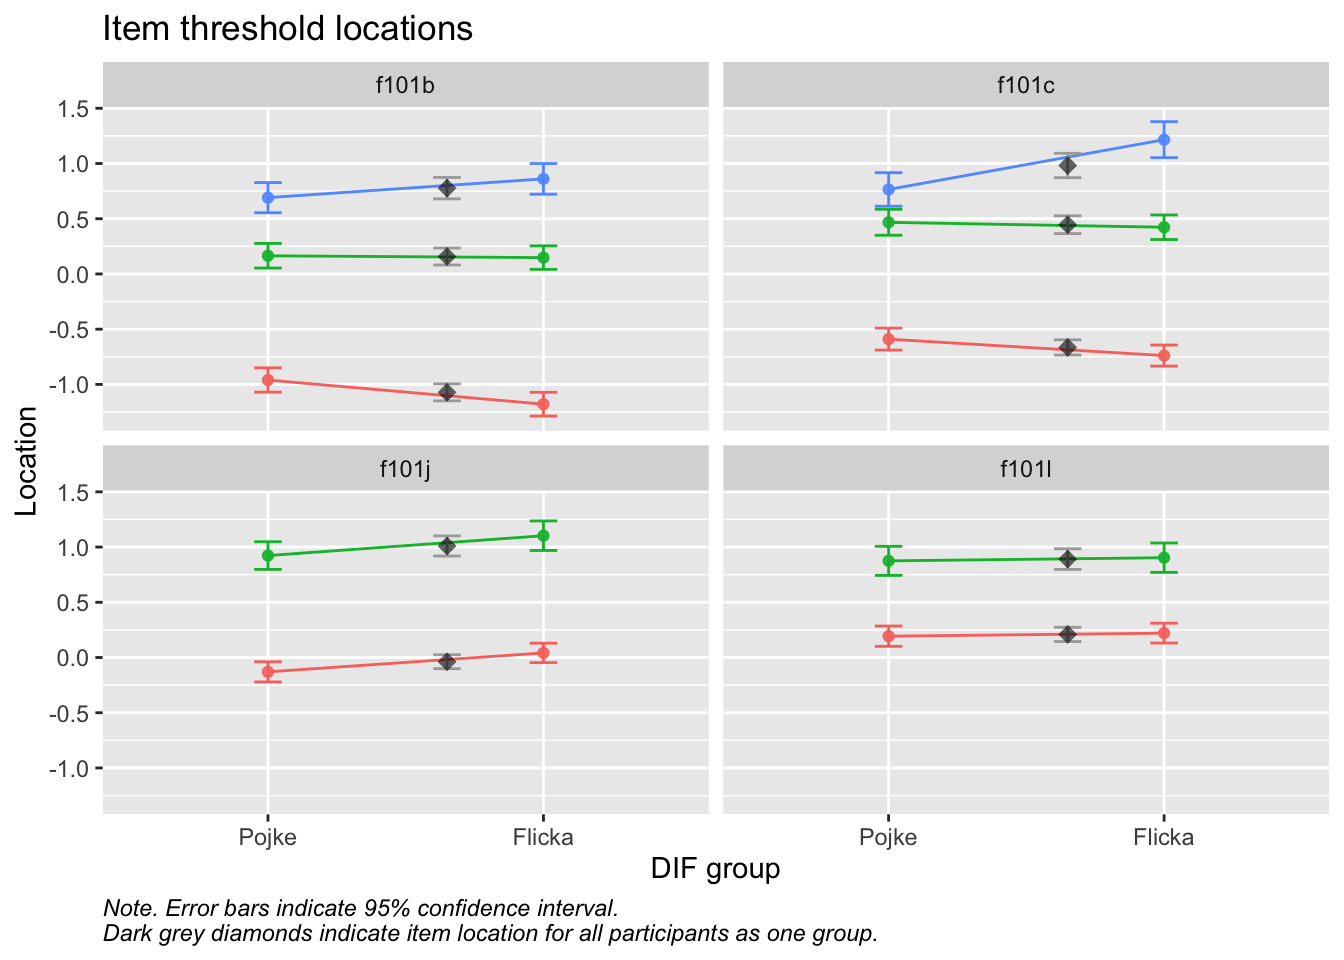 Item threshold locations
f101b
f101c
1.5
1.0
0.5
0.0
-0.5
-1.0
Location
f101j
f101l
1.5
1.0
0.5
0.0
-0.5
-1.0
Pojke
Flicka
Pojke
Flicka
DIF group
Note. Error bars indicate 95% confidence interval.
Dark grey diamonds indicate item location for all participants as one group.